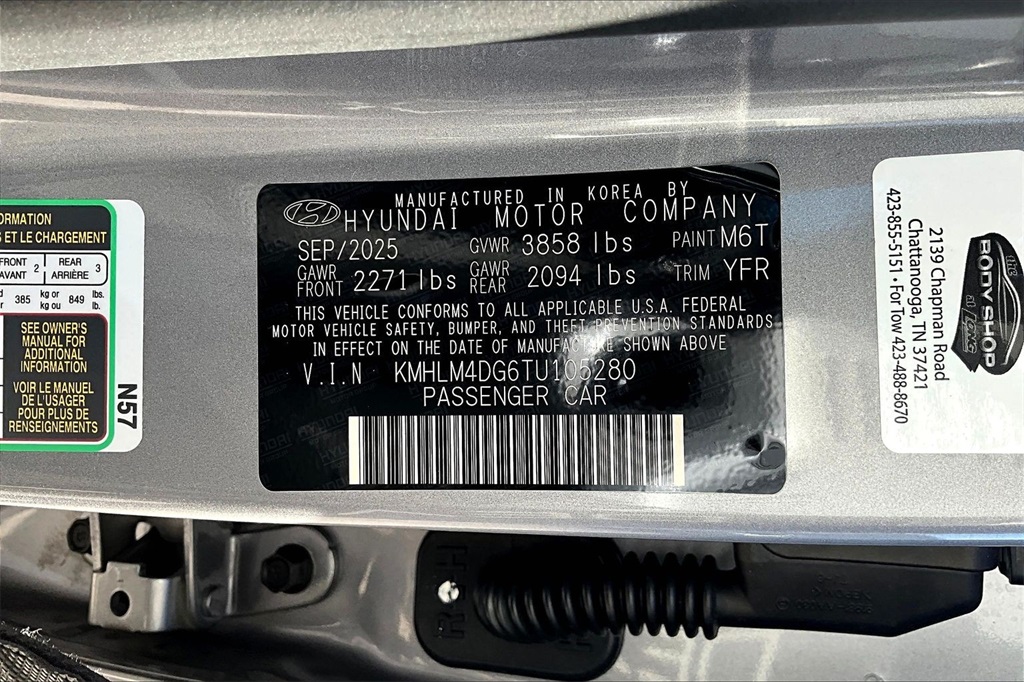 ORMATION
S ET LE CHARGEMENT
FRONT
AVANT 2
REAR
ARRIÈRE 3
385 kg or 849 lbs.
kg ou lb.
SEE OWNER'S
MANUAL FOR
ADDITIONAL
INFORMATION
VOIR LE MANUEL
DE L'USAGER
POUR PLUS DE
RENSEIGNEMENTS
N57
MANUFACTURED IN KOREA BY
HYUNDAI MOTOR COMPANY
SEP/2025 GVWR 3858 lbs PAINT M6T
GAWR FRONT 2271 lbs GAWR REAR 2094 lbs TRIM YFR
THIS VEHICLE CONFORMS TO ALL APPLICABLE U.S.A. FEDERAL
MOTOR VEHICLE SAFETY, BUMPER, AND THEFT PREVENTION STANDARDS
IN EFFECT ON THE DATE OF MANUFACTURE SHOWN ABOVE
V.I.N KMHLM4DG6TU105280
PASSENGER CAR
the
BODY SHOP
2139 Chapman Road
Chattanooga, TN 37421
423-855-5151 • For Tow 423-488-8670
RH